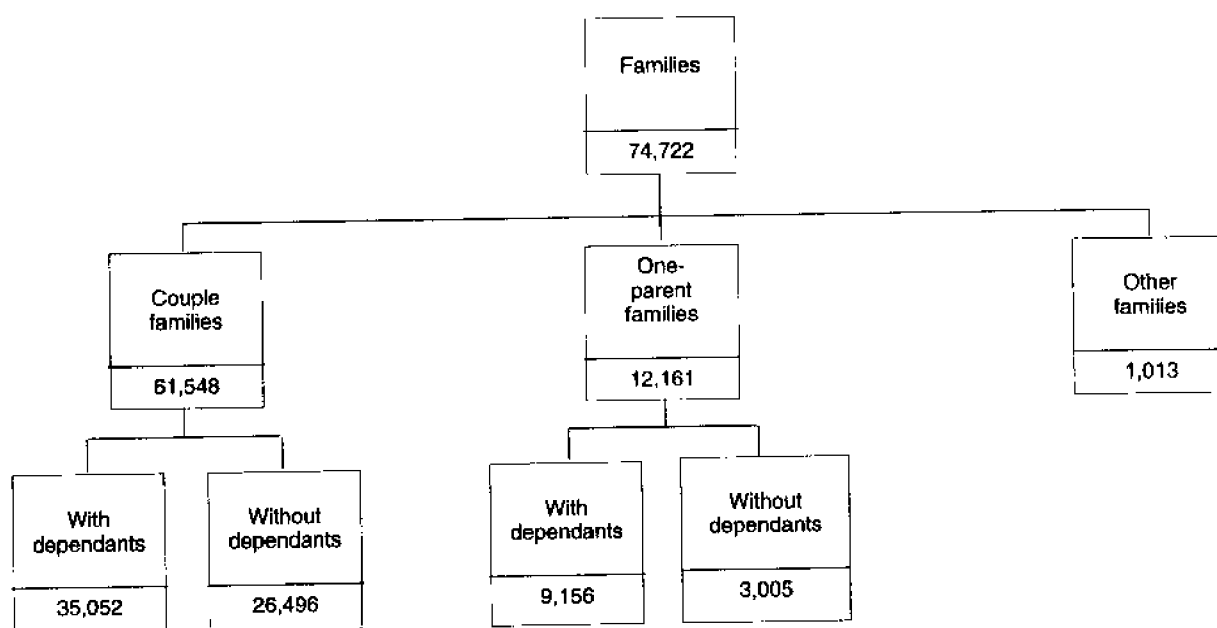 Families
74,722
Couple
families
61,548
One-
parent
families
12,161
Other
families
1,013
With
dependants
35,052
Without
dependants
26,496
With
dependants
9,156
Without
dependants
3,005